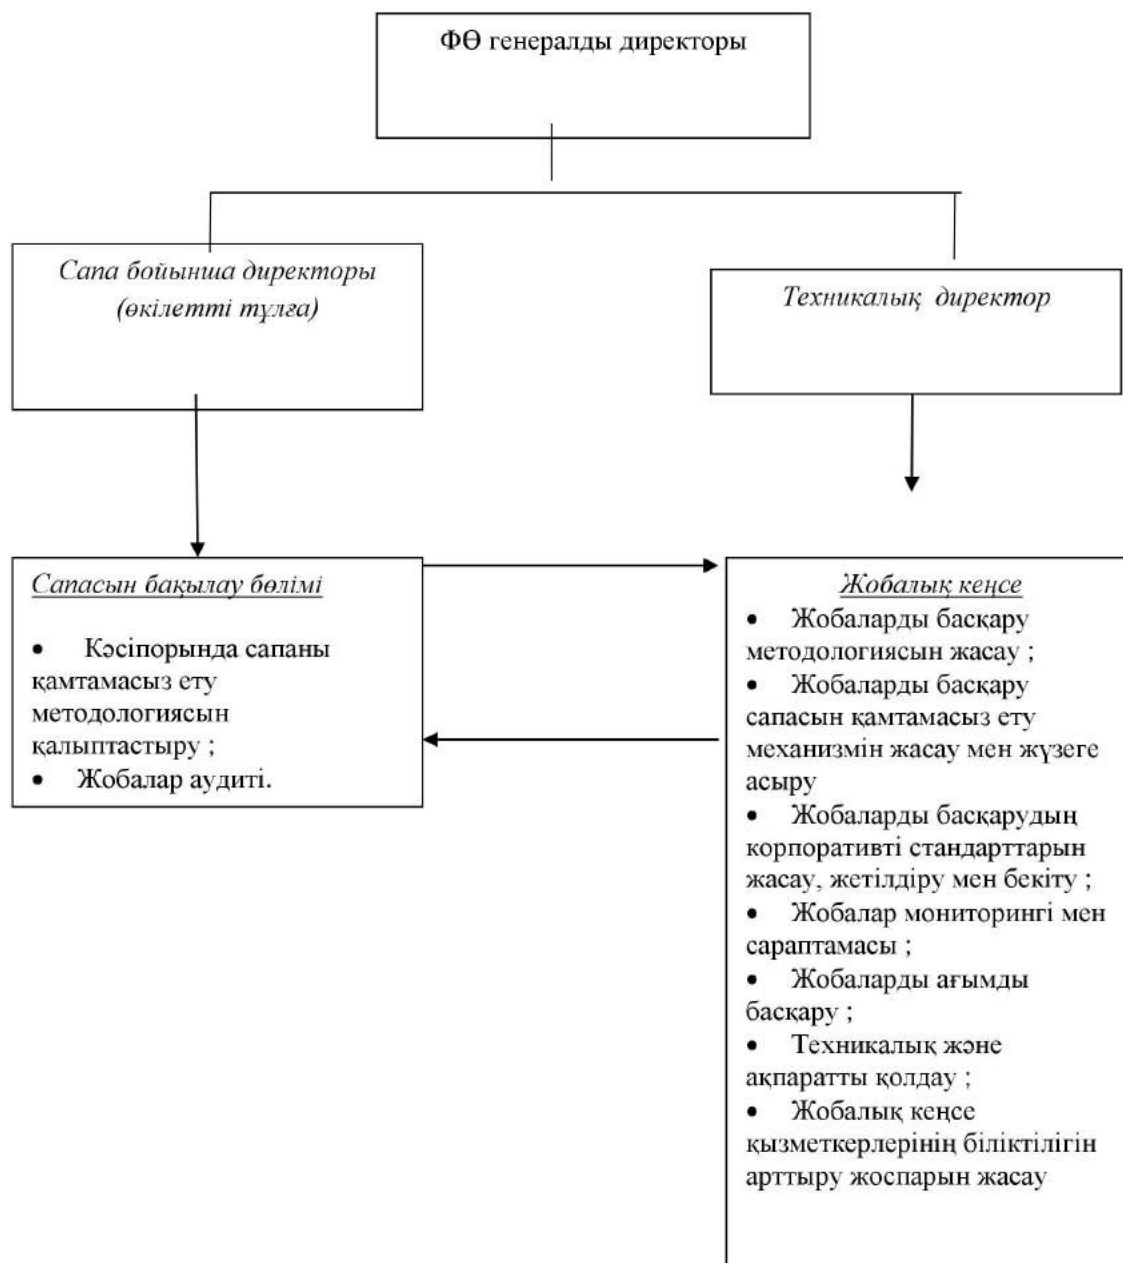 ФӨ генералды директоры
Сапа бойынша директоры
(өкілетті тұлға)
Техникалық директор
Сапасын бақылау бөлімі
• Кәсіпорында сапаны
қамтамасыз ету
методологиясын
қалыптастыру ;
• Жобалар аудиті.
Жобалық кеңсе
• Жобаларды басқару
методологиясын жасау ;
• Жобаларды басқару
сапасын қамтамасыз ету
механизмін жасау мен жүзеге
асыру
• Жобаларды басқарудың
корпоративті стандарттарын
жасау, жетілдіру мен бекіту ;
• Жобалар мониторингі мен
сараптамасы ;
• Жобаларды ағымды
басқару ;
• Техникалық және
ақпаратты қолдау ;
• Жобалық кеңсе
қызметкерлерінің біліктілігін
арттыру жоспарын жасау